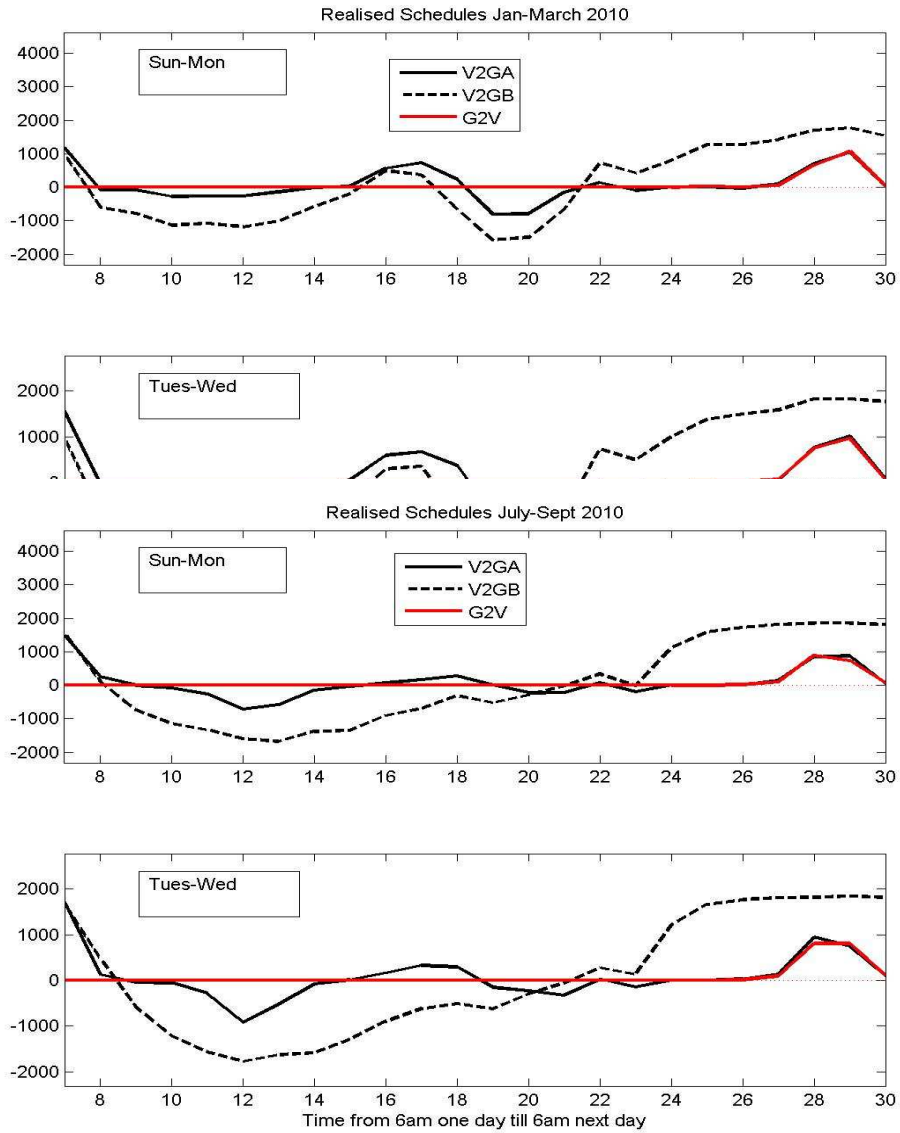 Realised Schedules Jan-March 2010
Sun-Mon
V2GA
V2GB
G2V
4000
3000
2000
1000
0
-1000
-2000
8 10 12 14 16 18 20 22 24 26 28 30
Tues-Wed
2000
1000
Realised Schedules July-Sept 2010
Sun-Mon
V2GA
V2GB
G2V
4000
3000
2000
1000
0
-1000
-2000
8 10 12 14 16 18 20 22 24 26 28 30
Tues-Wed
2000
1000
0
-1000
-2000
8 10 12 14 16 18 20 22 24 26 28 30
Time from 6am one day till 6am next day